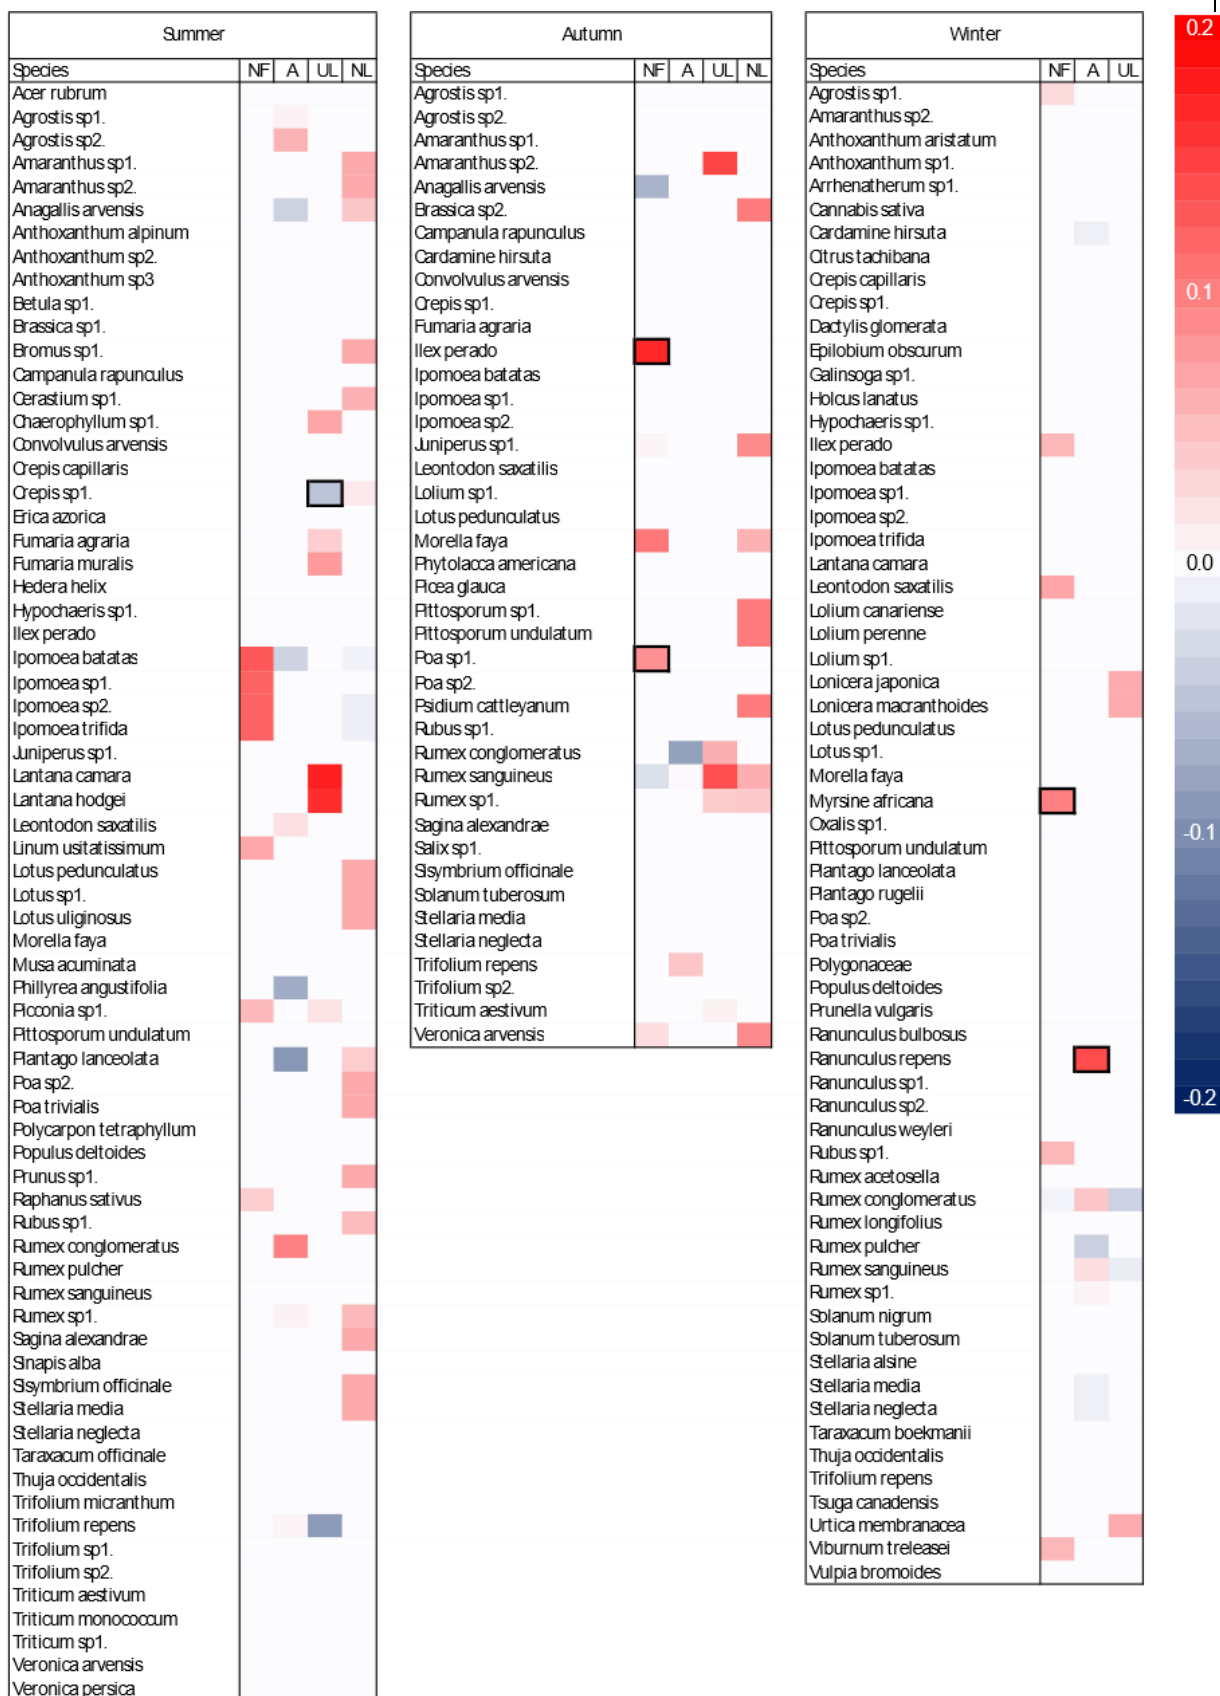 Summer
Species NF A UL NL
Acer rubrum
Agrostis sp1.
Agrostis sp2.
Amaranthus sp1.
Amaranthus sp2.
Anagallis arvensis
Anthoxanthum alpinum
Anthoxanthum sp2.
Anthoxanthum sp3
Betula sp1.
Brassica sp1.
Bromus sp1.
Campanula rapunculus
Cerastium sp1.
Chaerophyllum sp1.
Convolvulus arvensis
Crepis capillaris
Crepis sp1.
Erica azorica
Fumaria agraria
Fumaria muralis
Hedera helix
Hypochaeris sp1.
Ilex perado
Ipomoea batatas
Ipomoea sp1.
Ipomoea sp2.
Ipomoea trifida
Juniperus sp1.
Lantana camara
Lantana hodgei
Leontodon saxatilis
Linum usitatissimum
Lotus pedunculatus
Lotus sp1.
Lotus uliginosus
Morella faya
Musa acuminata
Phillyrea angustifolia
Picconia sp1.
Pittosporum undulatum
Plantago lanceolata
Poa sp2.
Poa trivialis
Polycarpon tetraphyllum
Populus deltoides
Prunus sp1.
Raphanus sativus
Rubus sp1.
Rumex conglomeratus
Rumex pulcher
Rumex sanguineus
Rumex sp1.
Sagina alexandrae
Sinapis alba
Sisymbrium officinale
Stellaria media
Stellaria neglecta
Taraxacum officinale
Thuja occidentalis
Trifolium micranthum
Trifolium repens
Trifolium sp1.
Trifolium sp2.
Triticum aestivum
Triticum monococcum
Triticum sp1.
Veronica arvensis
Veronica persica
Autumn
Species NF A UL NL
Agrostis sp1.
Agrostis sp2.
Amaranthus sp1.
Amaranthus sp2.
Anagallis arvensis
Brassica sp2.
Campanula rapunculus
Cardamine hirsuta
Convolvulus arvensis
Crepis sp1.
Fumaria agraria
Ilex perado
Ipomoea batatas
Ipomoea sp1.
Ipomoea sp2.
Juniperus sp1.
Leontodon saxatilis
Lolium sp1.
Lotus pedunculatus
Morella faya
Phytolacca americana
Picea glauca
Pittosporum sp1.
Pittosporum undulatum
Poa sp1.
Poa sp2.
Psidium cattleyanum
Rubus sp1.
Rumex conglomeratus
Rumex sanguineus
Rumex sp1.
Sagina alexandrae
Salix sp1.
Sisymbrium officinale
Solanum tuberosum
Stellaria media
Stellaria neglecta
Trifolium repens
Trifolium sp2.
Triticum aestivum
Veronica arvensis
Winter
Species NF A UL
Agrostis sp1.
Amaranthus sp2.
Anthoxanthum aristatum
Anthoxanthum sp1.
Arrhenatherum sp1.
Cannabis sativa
Cardamine hirsuta
Citrus tachibana
Crepis capillaris
Crepis sp1.
Dactylis glomerata
Epilobium obscurum
Galinsoga sp1.
Holcus lanatus
Hypochaeris sp1.
Ilex perado
Ipomoea batatas
Ipomoea sp1.
Ipomoea sp2.
Ipomoea trifida
Lantana camara
Leontodon saxatilis
Lolium canariense
Lolium perenne
Lolium sp1.
Lonicera japonica
Lonicera macranthoides
Lotus pedunculatus
Lotus sp1.
Morella faya
Myrsine africana
Oxalis sp1.
Pittosporum undulatum
Plantago lanceolata
Plantago rugelii
Poa sp2.
Poa trivialis
Polygonaceae
Populus deltoides
Prunella vulgaris
Ranunculus bulbosus
Ranunculus repens
Ranunculus sp1.
Ranunculus sp2.
Ranunculus weyleri
Rubus sp1.
Rumex acetosella
Rumex conglomeratus
Rumex longifolius
Rumex pulcher
Rumex sanguineus
Rumex sp1.
Solanum nigrum
Solanum tuberosum
Stellaria alsine
Stellaria media
Stellaria neglecta
Taraxacum boekmanii
Thuja occidentalis
Trifolium repens
Tsuga canadensis
Urtica membranacea
Viburnum treleasei
Vulpia bromoides
0.2
0.1
0.0
-0.1
-0.2